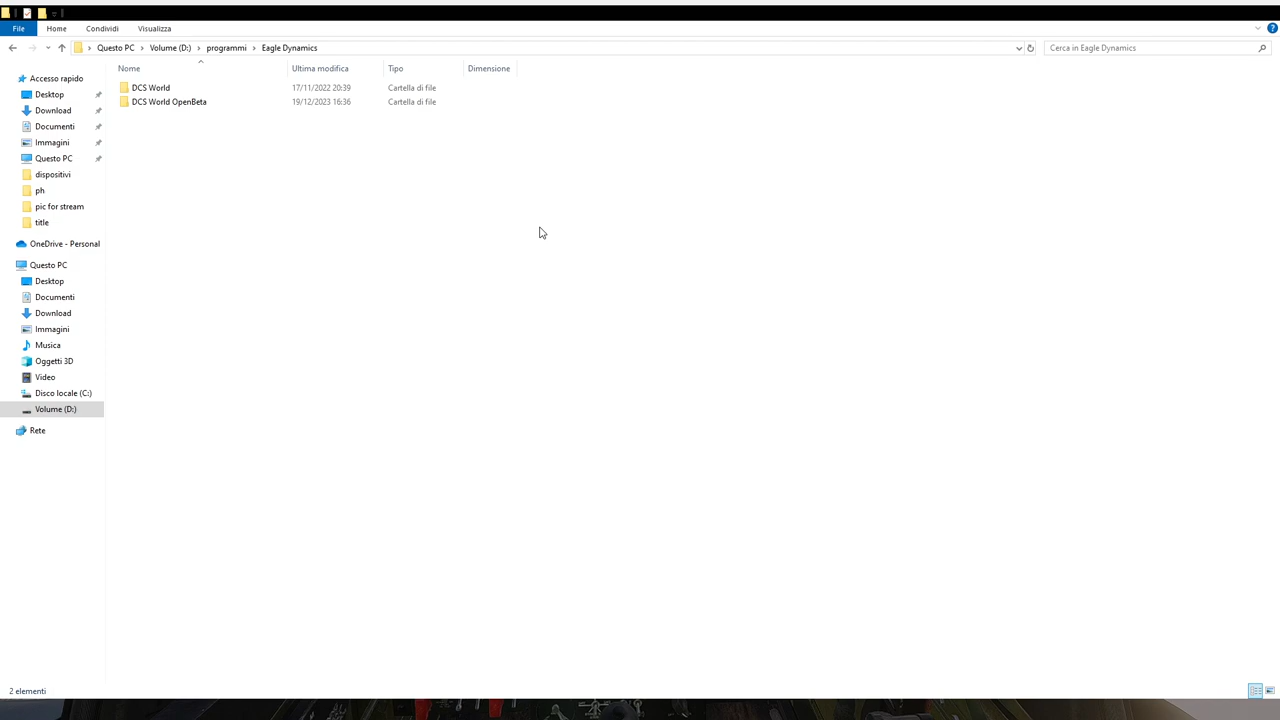 File Home Condividi Visualizza
Questo PC Volume (D:) programmi Eagle Dynamics Cerca in Eagle Dynamics
Nome Ultima modifica Tipo Dimensione
DCS World 17/11/2022 20:39 Cartella di file
DCS World OpenBeta 19/12/2023 16:36 Cartella di file
Accesso rapido
Desktop
Download
Documenti
Immagini
Questo PC
dispositivi
ph
pic for stream
title
OneDrive - Personal
Questo PC
Desktop
Documenti
Download
Immagini
Musica
Oggetti 3D
Video
Disco locale (C:)
Volume (D:)
Rete
2 elementi